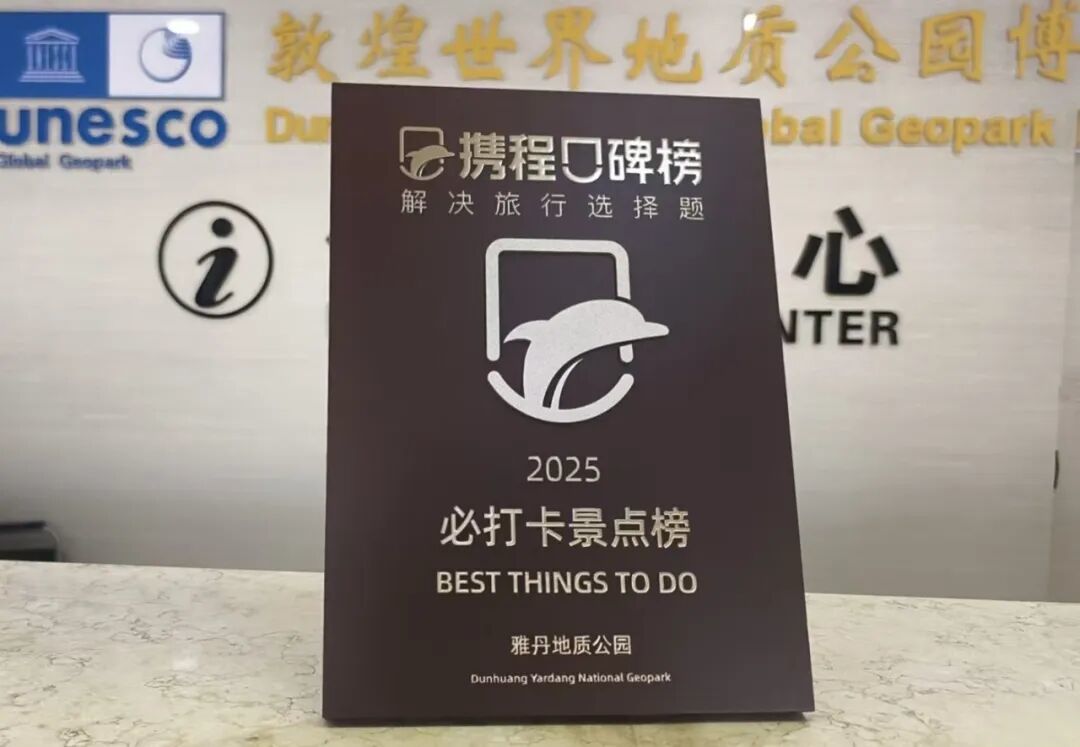 敦煌世界地质公园博
unesco
Global Geopark
Du
bal Geopark
携程口碑榜
解决旅行选择题
i
心
NTER
2025
必打卡景点榜
BEST THINGS TO DO
雅丹地质公园
Dunhuang Yardang National Geopark